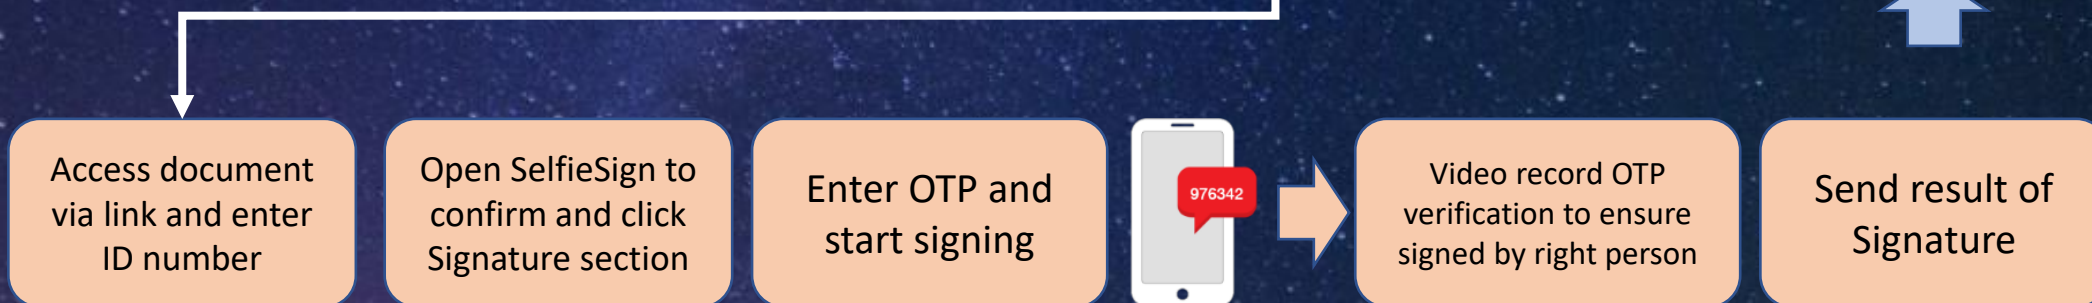 Access document
via link and enter
ID number
Open SelfieSign to
confirm and click
Signature section
Enter OTP and
start signing
976342
Video record OTP
verification to ensure
signed by right person
Send result of
Signature